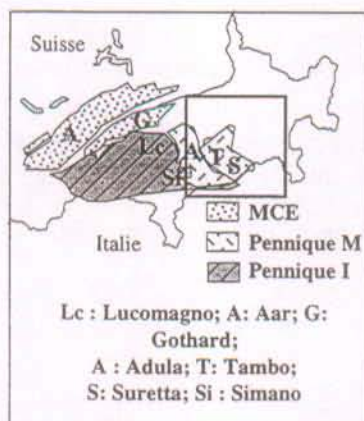 Suisse
A
G
Lc
A
T
S
Si
Italie
MCE
Pennique M
Pennique I
Lc : Lucomagno; A: Aar; G:
Gothard;
A : Adula; T: Tambo;
S: Suretta; Si : Simano